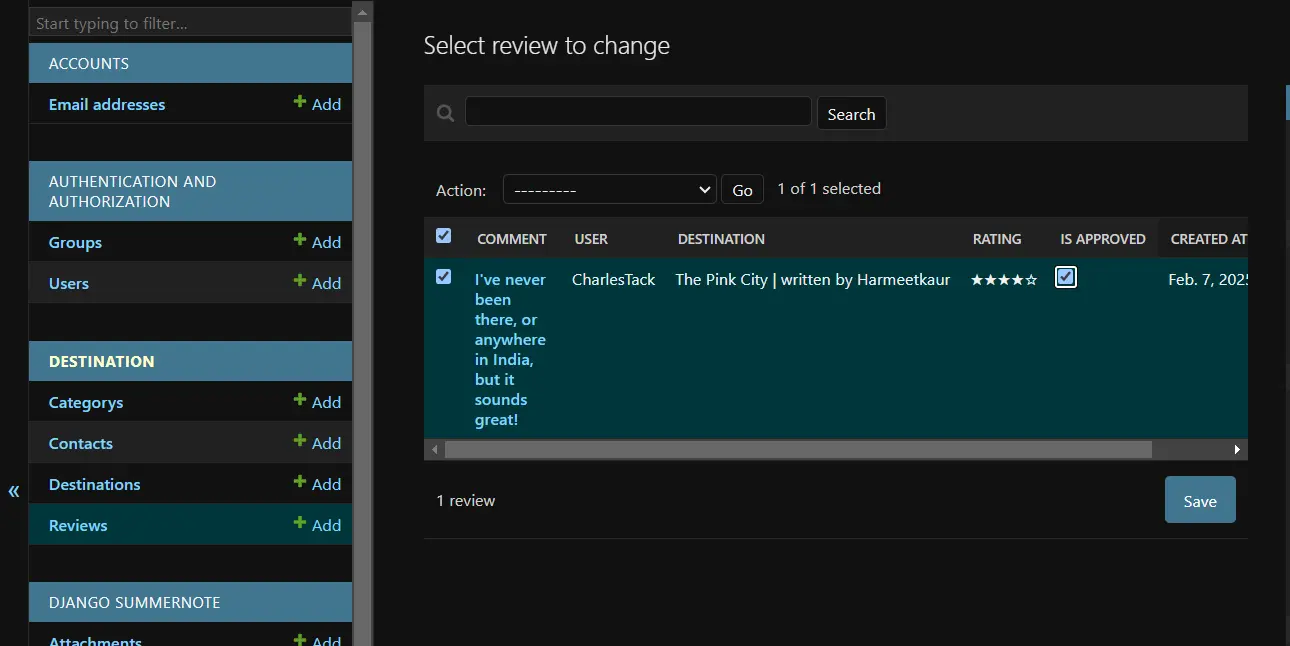 Start typing to filter...
ACCOUNTS
Email addresses Add
AUTHENTICATION AND
AUTHORIZATION
Groups Add
Users Add
DESTINATION
Categorys Add
Contacts Add
Destinations Add
Reviews Add
DJANGO SUMMERNOTE
Attachments Add
«
Select review to change
Search
Action: --------- Go 1 of 1 selected
COMMENT USER DESTINATION RATING IS APPROVED CREATED AT
I've never CharlesTack The Pink City | written by Harmeetkaur ★★★★☆ Feb. 7, 2025
been
there, or
anywhere
in India,
but it
sounds
great!
1 review
Save